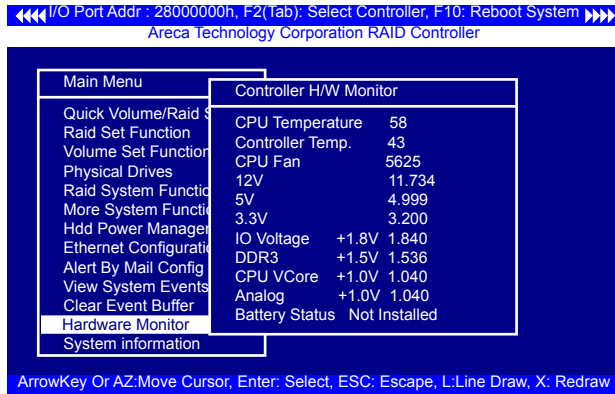 I/O Port Addr : 28000000h, F2(Tab): Select Controller, F10: Reboot System
Areca Technology Corporation RAID Controller
Main Menu
Quick Volume/Raid S
Raid Set Function
Volume Set Function
Physical Drives
Raid System Functio
More System Functi
Hdd Power Manager
Ethernet Configurati
Alert By Mail Config
View System Events
Clear Event Buffer
Hardware Monitor
System information
Controller H/W Monitor
CPU Temperature 58
Controller Temp. 43
CPU Fan 5625
12V 11.734
5V 4.999
3.3V 3.200
IO Voltage +1.8V 1.840
DDR3 +1.5V 1.536
CPU VCore +1.0V 1.040
Analog +1.0V 1.040
Battery Status Not Installed
ArrowKey Or AZ:Move Cursor, Enter: Select, ESC: Escape, L:Line Draw, X: Redraw